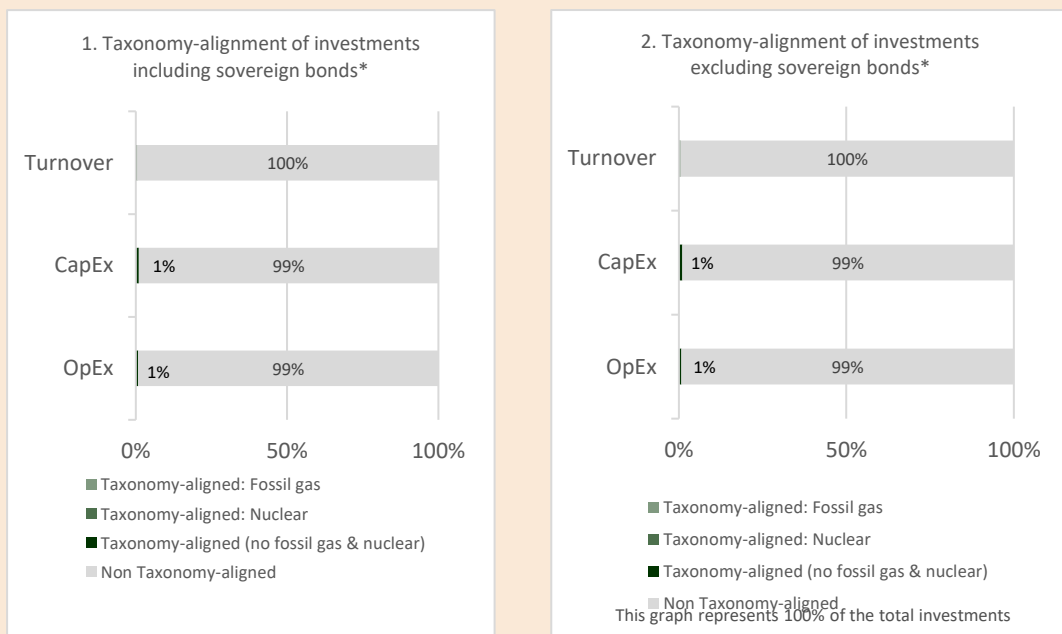 1. Taxonomy-alignment of investments
including sovereign bonds*
Turnover
100%
CapEx
1%
99%
OpEx
1%
99%
0%
50%
100%
Taxonomy-aligned: Fossil gas
Taxonomy-aligned: Nuclear
Taxonomy-aligned (no fossil gas & nuclear)
Non Taxonomy-aligned
2. Taxonomy-alignment of investments
excluding sovereign bonds*
Turnover
100%
CapEx
1%
99%
OpEx
1%
99%
0%
50%
100%
Taxonomy-aligned: Fossil gas
Taxonomy-aligned: Nuclear
Taxonomy-aligned (no fossil gas & nuclear)
Non Taxonomy-aligned
This graph represents 100% of the total investments